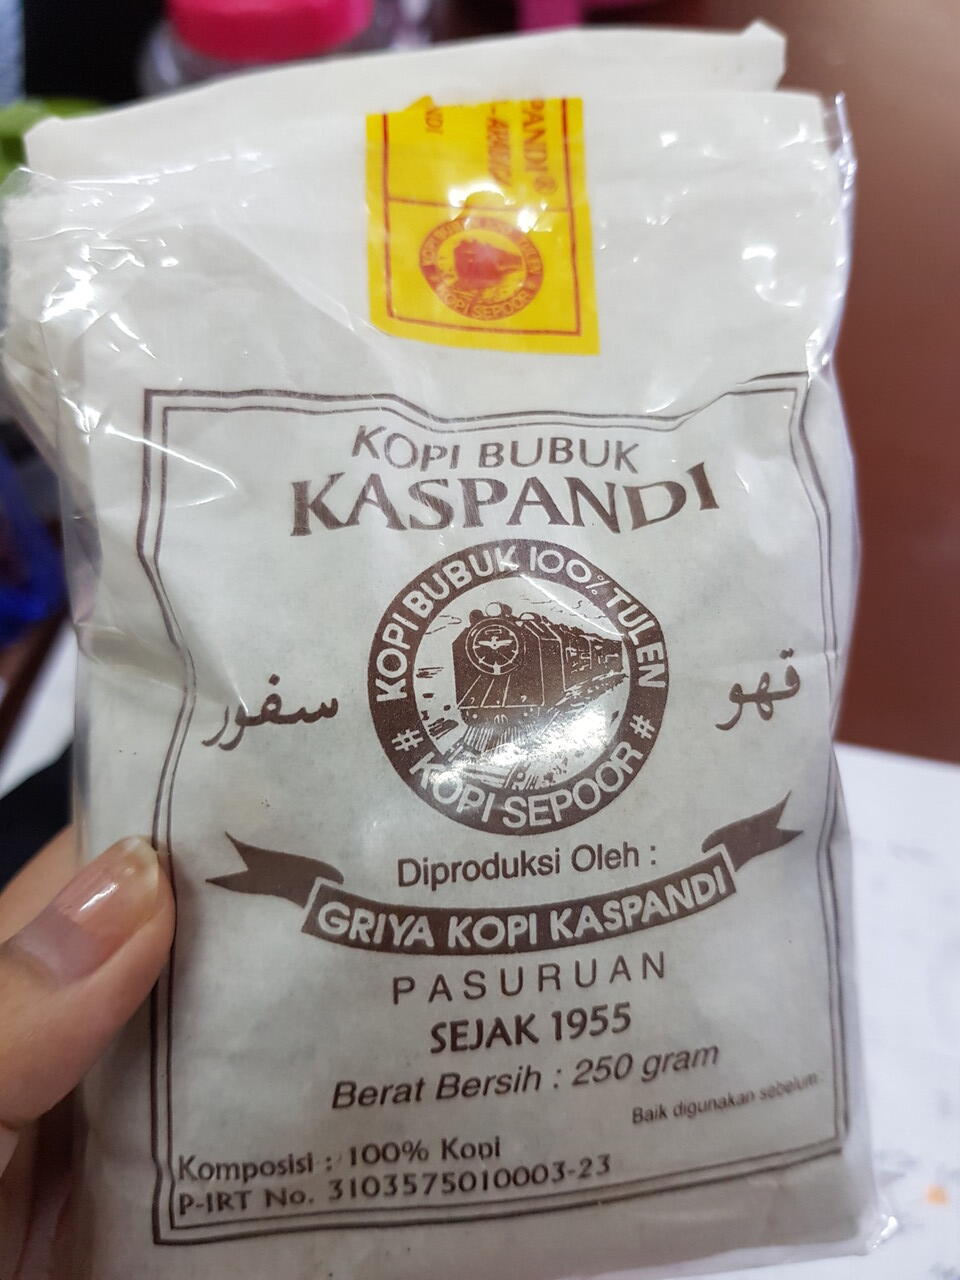 KOPI SEPOOR
KOPI BUBUK
KASPANDI
KOPI BUBUK 100% TULEN
# KOPI SEPOOR #
سفور
قهو
Diproduksi Oleh :
GRIYA KOPI KASPANDI
PASURUAN
SEJAK 1955
Berat Bersih : 250 gram
Baik digunakan sebelum
Komposisi : 100% Kopi
P-IRT No. 3103575010003-23